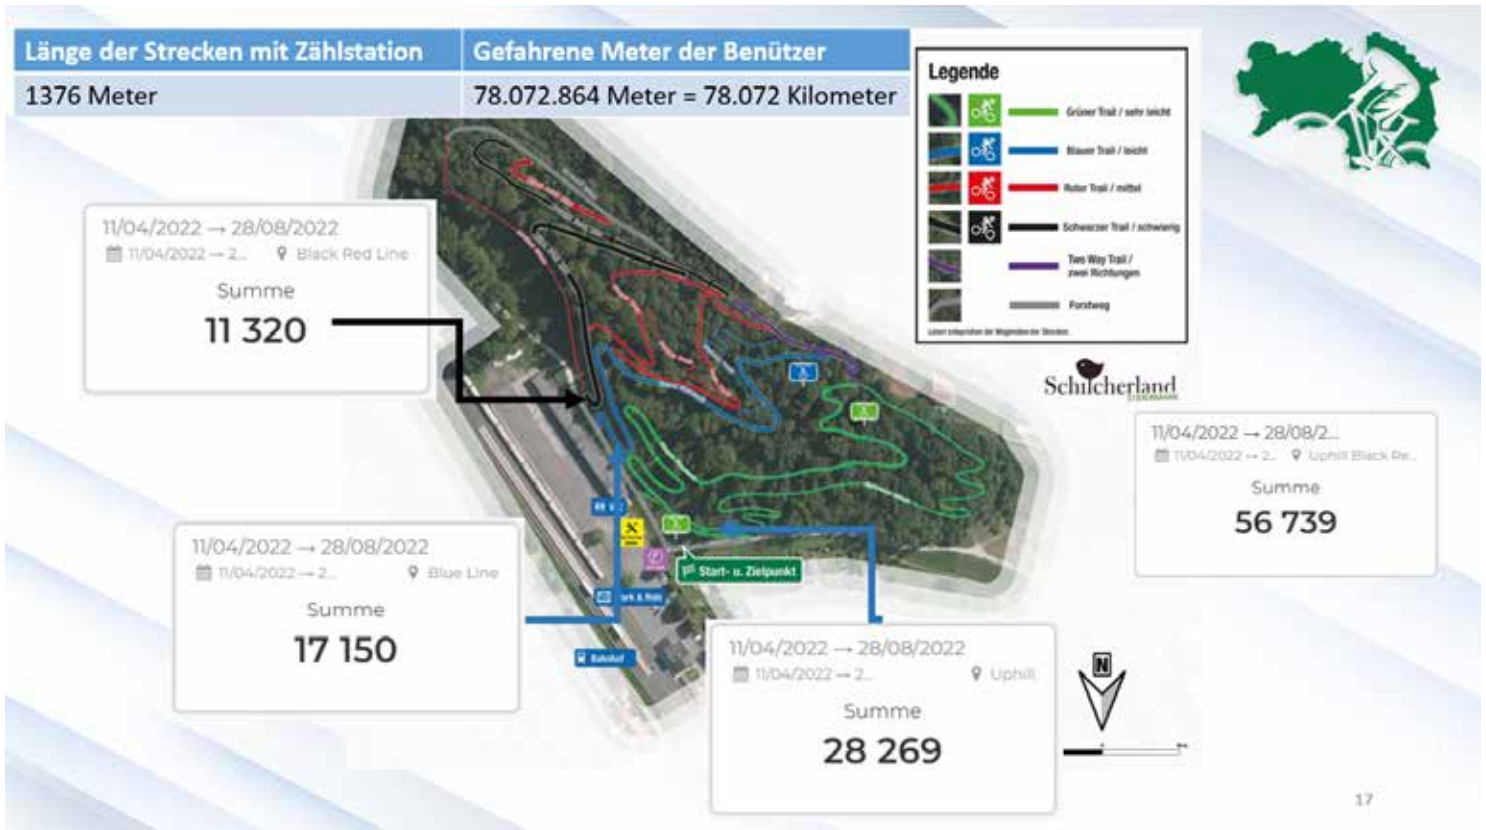 Länge der Strecken mit Zählstation
Gefahrene Meter der Benützer
1376 Meter
78.072.864 Meter = 78.072 Kilometer
Legende
Grüner Trail / sehr leicht
Blauer Trail / leicht
Roter Trail / mittel
Schwarzer Trail / schwierig
Two Way Trail /
zwei Richtungen
Forstweg
11/04/2022 → 28/08/2022
11/04/2022 → 2... Black Red Line
Summe
11 320
Schilcherland
STEIERMARK
11/04/2022 → 28/08/2...
11/04/2022 → 2... Uphill Black Re...
Summe
56 739
11/04/2022 → 28/08/2022
11/04/2022 → 2... Blue Line
Summe
17 150
Start- u. Zielpunkt
Park & Ride
Bahnhof
11/04/2022 → 28/08/2022
11/04/2022 → 2... Uphill
Summe
28 269
N
17